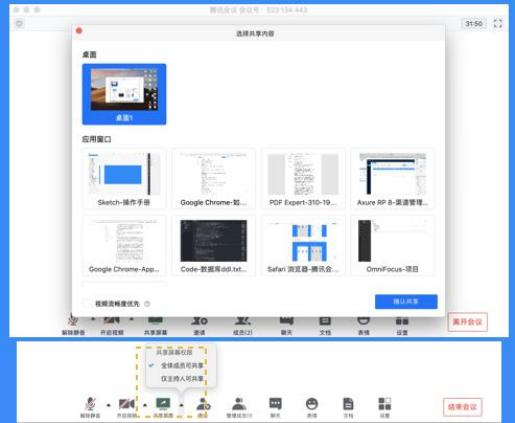 腾讯会议 会议号：523 134 443
31:50
选择共享内容
桌面
桌面1
应用窗口
Sketch-操作手册
Google Chrome-如...
PDF Expert-310-19...
Axure RP 8-渠道管理...
Google Chrome-App...
Code-数据库ddl.txt...
Safari 浏览器-腾讯会...
OmniFocus-项目
视频流畅度优先
确认共享
解除静音 开启视频 共享屏幕 邀请 成员(2) 聊天 文档 表情 设置
离开会议
共享屏幕权限
全体成员可共享
仅主持人可共享
解除静音 开启视频 共享屏幕 邀请 管理成员(1) 聊天 表情 文档 设置
结束会议